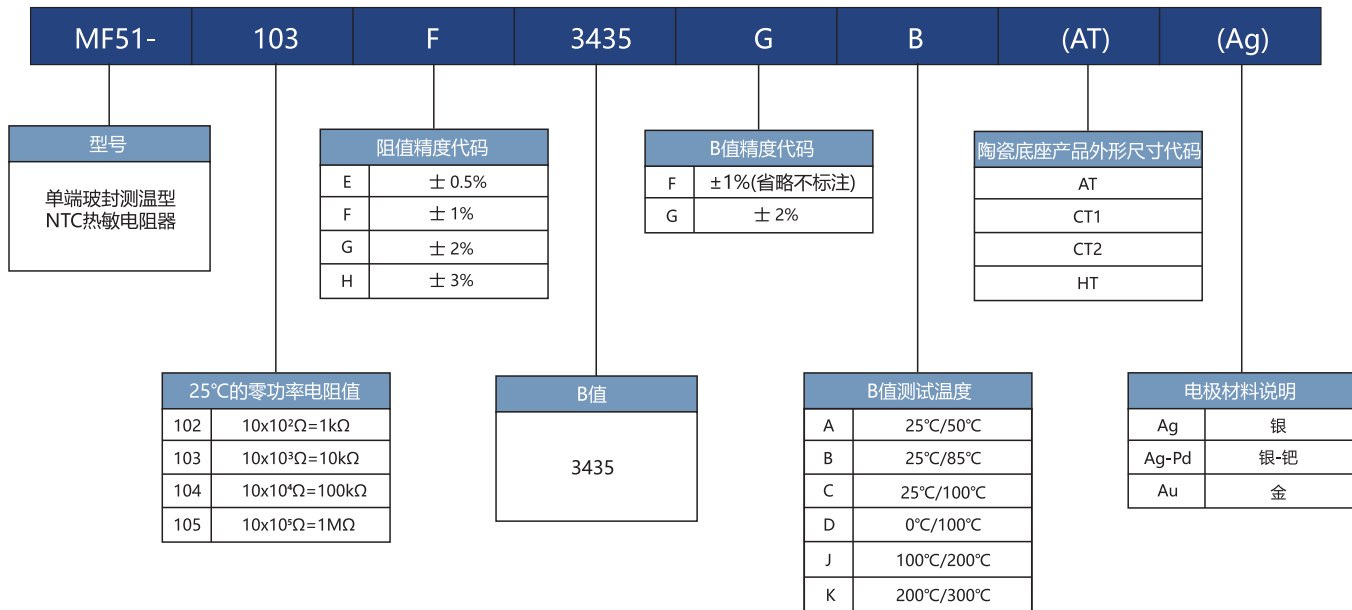 MF51- 103 F 3435 G B (AT) (Ag)
型号
单端玻封测温型
NTC热敏电阻器
阻值精度代码
E 士 0.5%
F 士 1%
G 士 2%
H 士 3%
B值精度代码
F ±1%(省略不标注)
G 士 2%
陶瓷底座产品外形尺寸代码
AT
CT1
CT2
HT
25℃的零功率电阻值
102 10x10²Ω=1kΩ
103 10x10³Ω=10kΩ
104 10x10⁴Ω=100kΩ
105 10x10⁵Ω=1MΩ
B值
3435
B值测试温度
A 25℃/50℃
B 25℃/85℃
C 25℃/100℃
D 0℃/100℃
J 100℃/200℃
K 200℃/300℃
电极材料说明
Ag 银
Ag-Pd 银-钯
Au 金